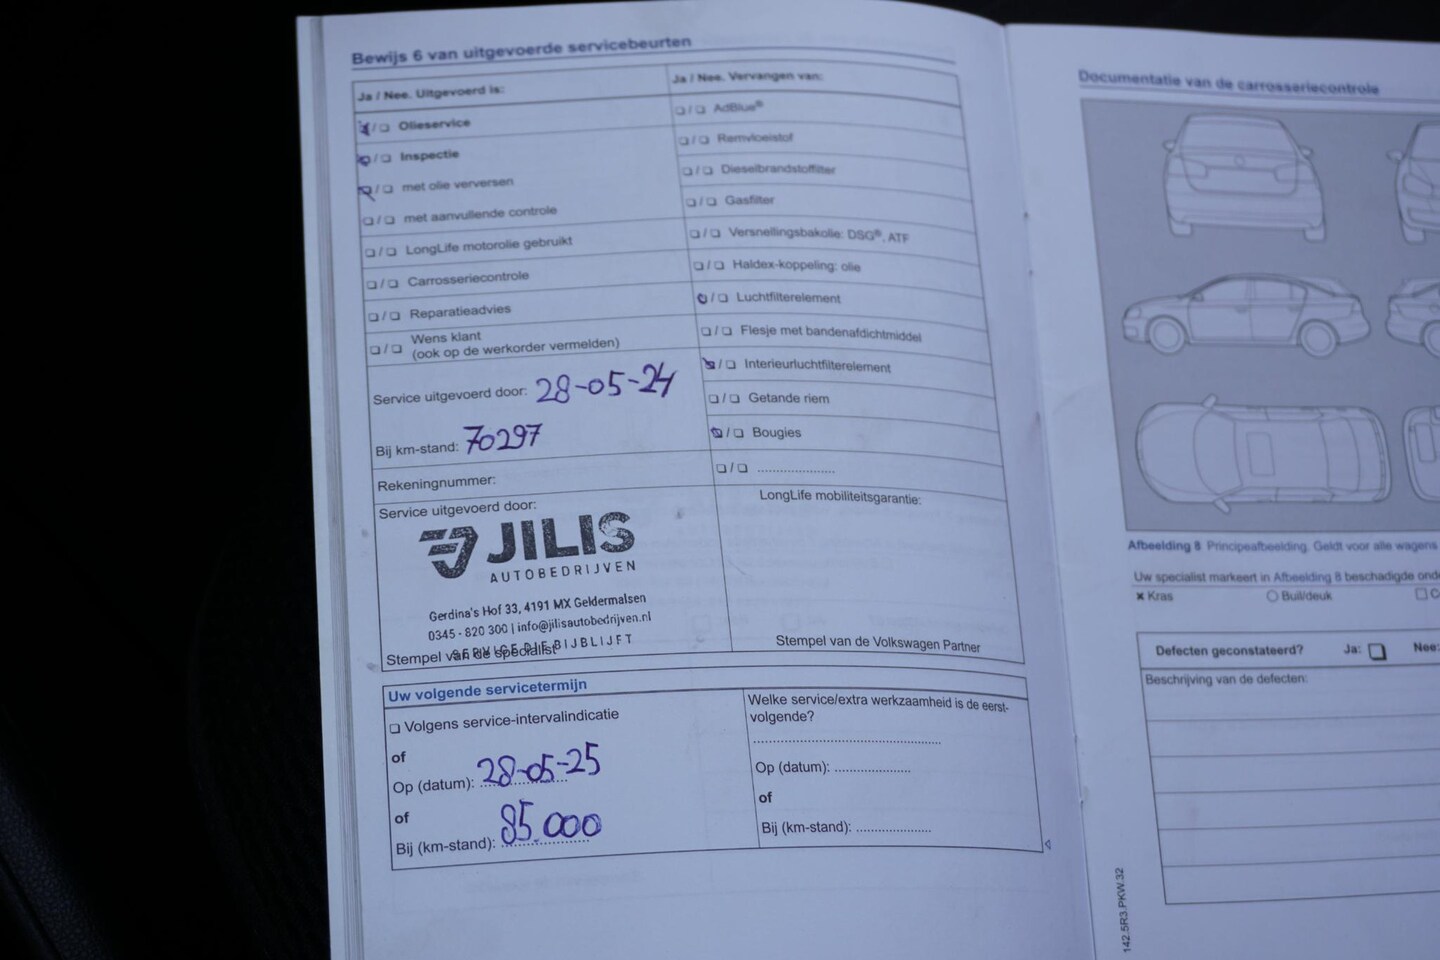 Bewijs 6 van uitgevoerde servicebeurten
Ja / Nee. Uitgevoerd is:
Olieservice
Inspectie
met olie verversen
met aanvullende controle
LongLife motorolie gebruikt
Carrosseriecontrole
Reparatieadvies
Wens klant
(ook op de werkorder vermelden)
Service uitgevoerd door: 28-05-24
Bij km-stand: 70297
Rekeningnummer:
Service uitgevoerd door:
JILIS
AUTOBEDRIJVEN
Gerdina's Hof 33, 4191 MX Geldermalsen
0345 - 820 300 | info@jilisautobedrijven.nl
SERVICE DIE BIJBLIJFT
Stempel van de specialist
Ja / Nee. Vervangen van:
AdBlue®
Remvloeistof
Dieselbrandstoffilter
Gasfilter
Versnellingsbakolie: DSG®, ATF
Haldex-koppeling: olie
Luchtfilterelement
Flesje met bandenafdichtmiddel
Interieurluchtfilterelement
Getande riem
Bougies
LongLife mobiliteitsgarantie:
Stempel van de Volkswagen Partner
Uw volgende servicetermijn
Volgens service-intervalindicatie
of
Op (datum): 28-05-25
of
Bij (km-stand): 85.000
Welke service/extra werkzaamheid is de eerst-
volgende?
Op (datum):
of
Bij (km-stand):
Documentatie van de carrosseriecontrole
Afbeelding 8 Principeafbeelding. Geldt voor alle wagens
Uw specialist markeert in Afbeelding 8 beschadigde
Kras
Buil/deuk
Defecten geconstateerd? Ja: Nee:
Beschrijving van de defecten:
142.5R3.PKW.32